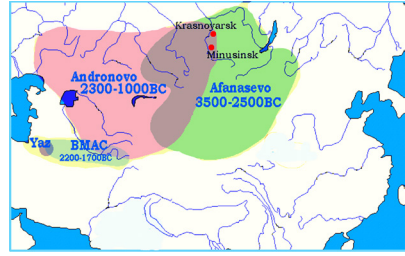 Krasnoyarsk
Minusinsk
Andronovo
2300-1000BC
Afanasevo
3500-2500BC
Yaz
BMAC
2200-1700BC